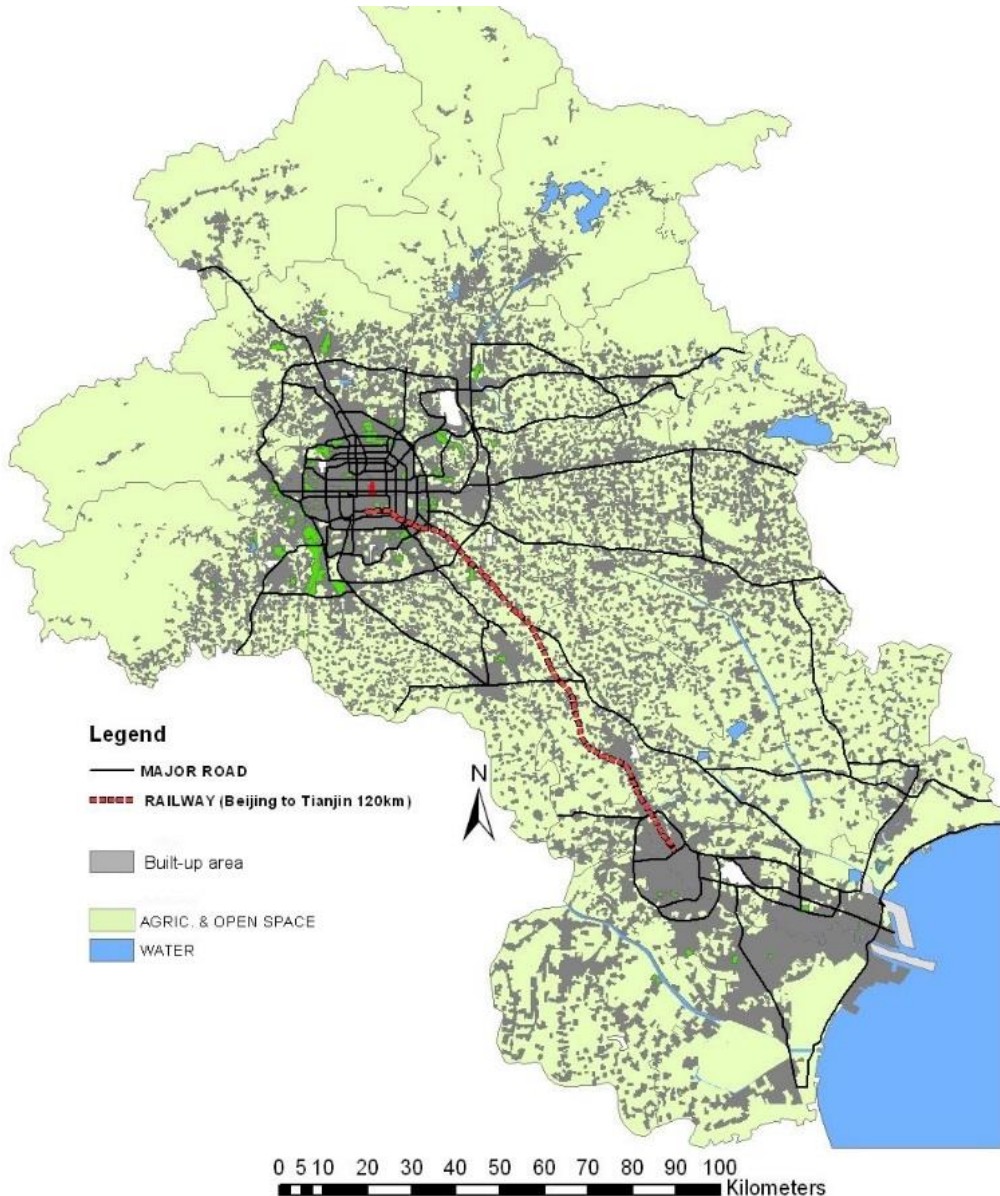 Legend
MAJOR ROAD
RAILWAY (Beijing to Tianjin 120km)
N
Built-up area
AGRIC. & OPEN SPACE
WATER
0 5 10 20 30 40 50 60 70 80 90 100
Kilometers